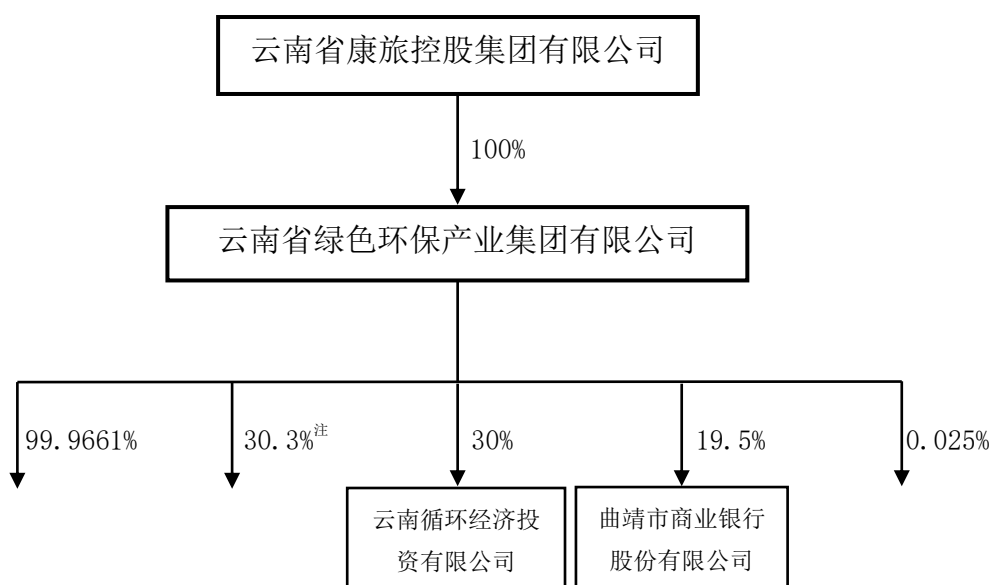 云南省康旅控股集团有限公司
100%
云南省绿色环保产业集团有限公司
99.9661%
30.3%注
30%
19.5%
0.025%
云南循环经济投
资有限公司
曲靖市商业银行
股份有限公司